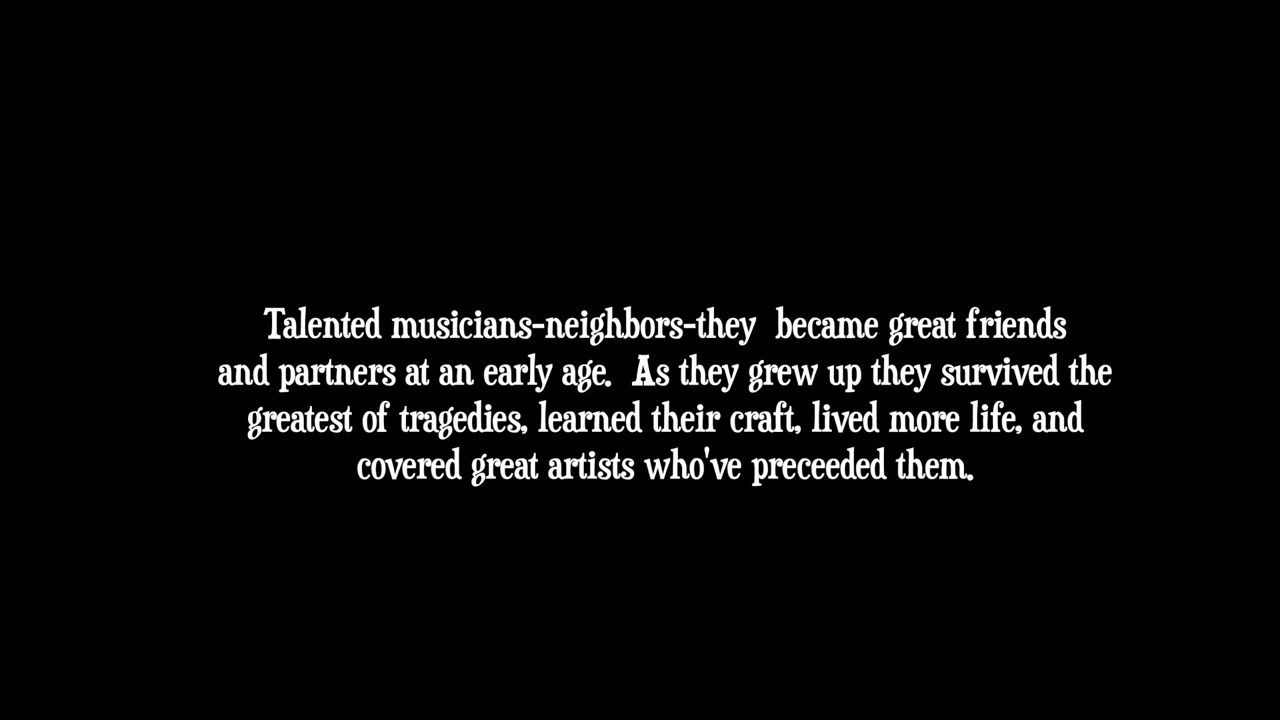 Talented musicians-neighbors-they  became great friends
and partners at an early age.  As they grew up they survived the
greatest of tragedies, learned their craft, lived more life, and
covered great artists who've preceeded them.